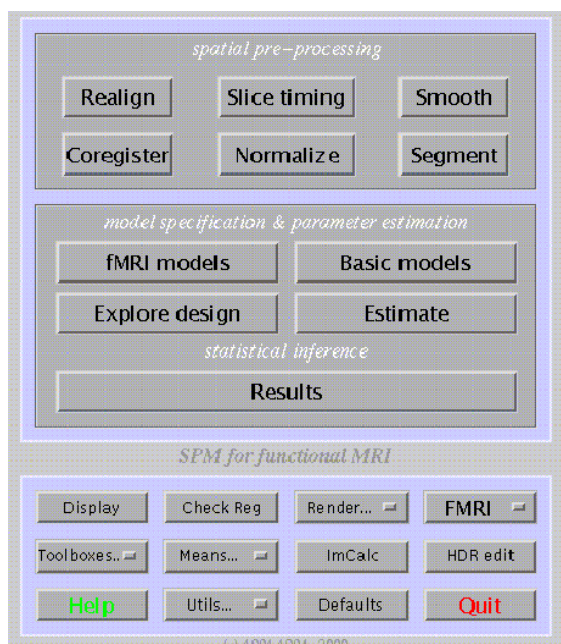 spatial pre-processing
Realign Slice timing Smooth
Coregister Normalize Segment
model specification & parameter estimation
fMRI models Basic models
Explore design Estimate
statistical inference
Results
SPM for functional MRI
Display Check Reg Render... FMRI
Toolboxes.. Means... ImCalc HDR edit
Help Utils... Defaults Quit